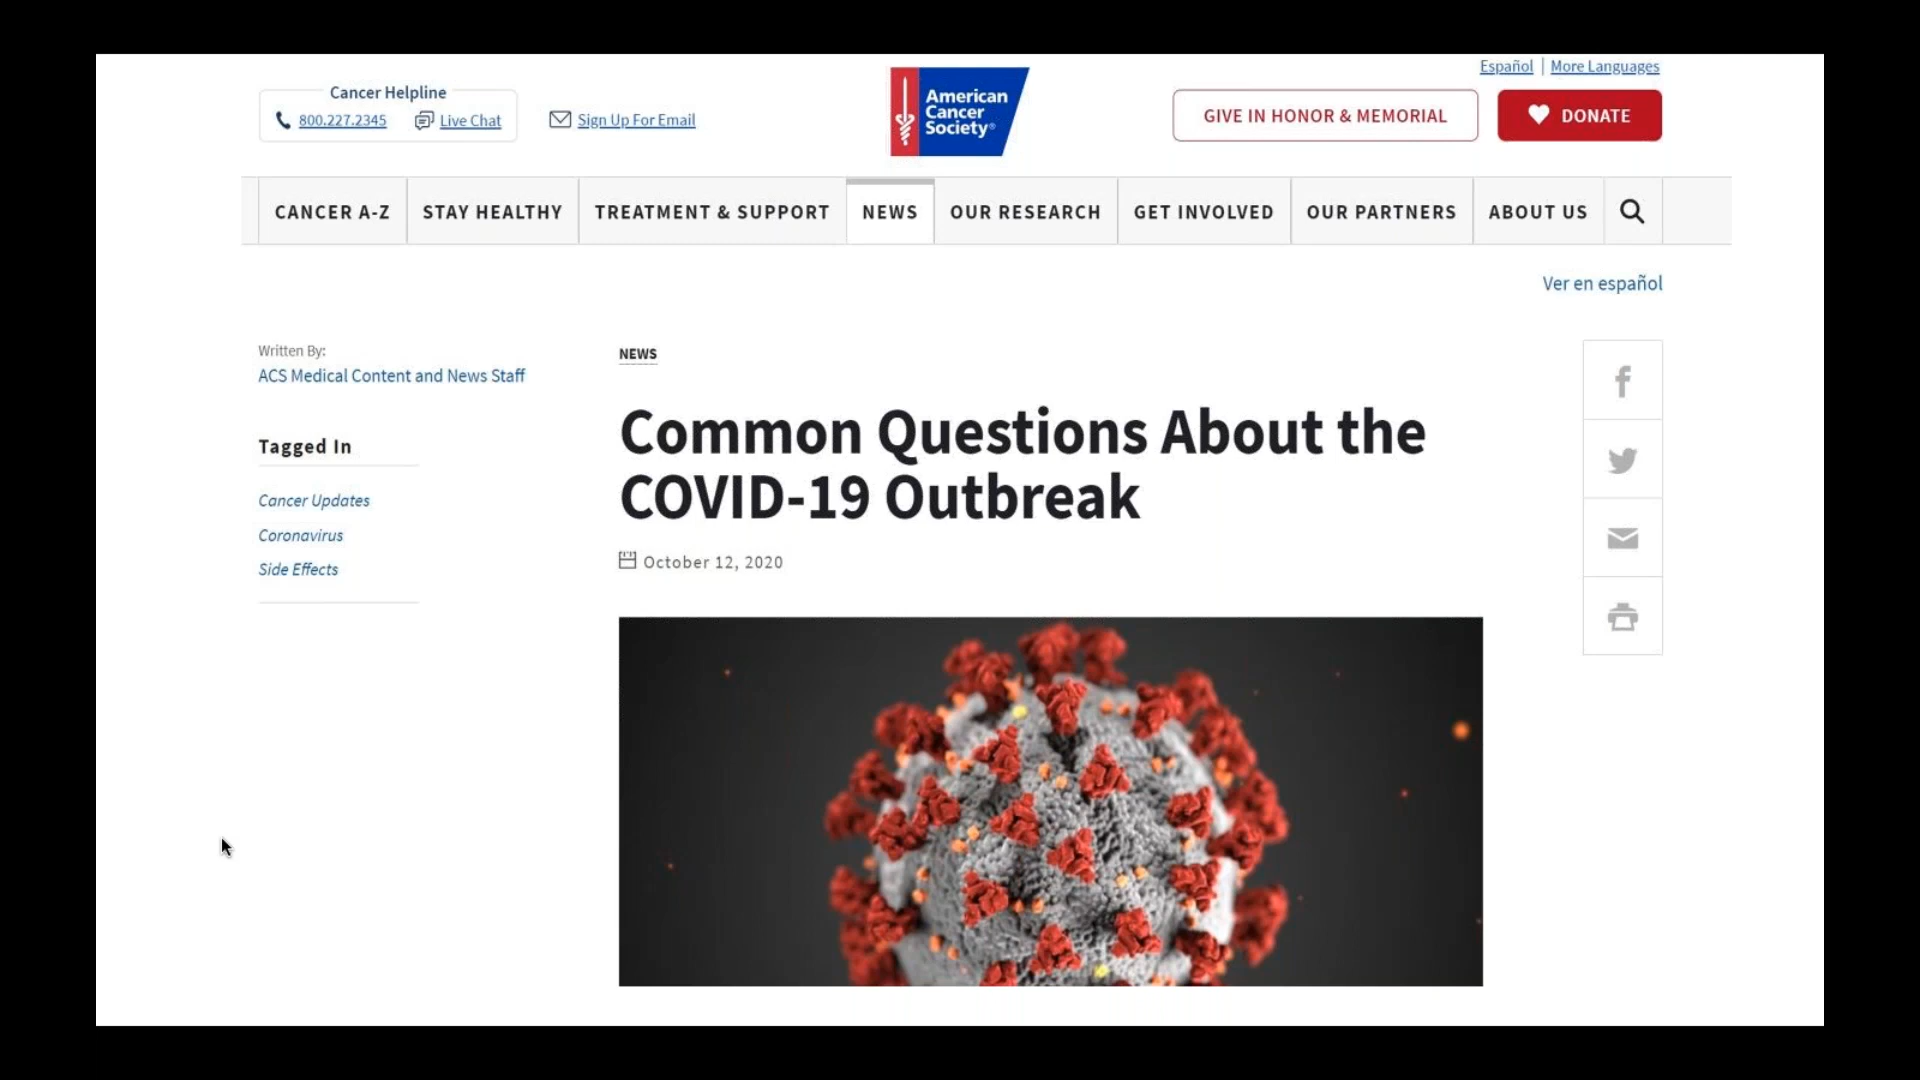 Español | More Languages
Cancer Helpline
800.227.2345 Live Chat
Sign Up For Email
American
Cancer
Society®
GIVE IN HONOR & MEMORIAL
DONATE
CANCER A-Z STAY HEALTHY TREATMENT & SUPPORT NEWS OUR RESEARCH GET INVOLVED OUR PARTNERS ABOUT US
Ver en español
Written By:
ACS Medical Content and News Staff
Tagged In
Cancer Updates
Coronavirus
Side Effects
NEWS
Common Questions About the
COVID-19 Outbreak
October 12, 2020